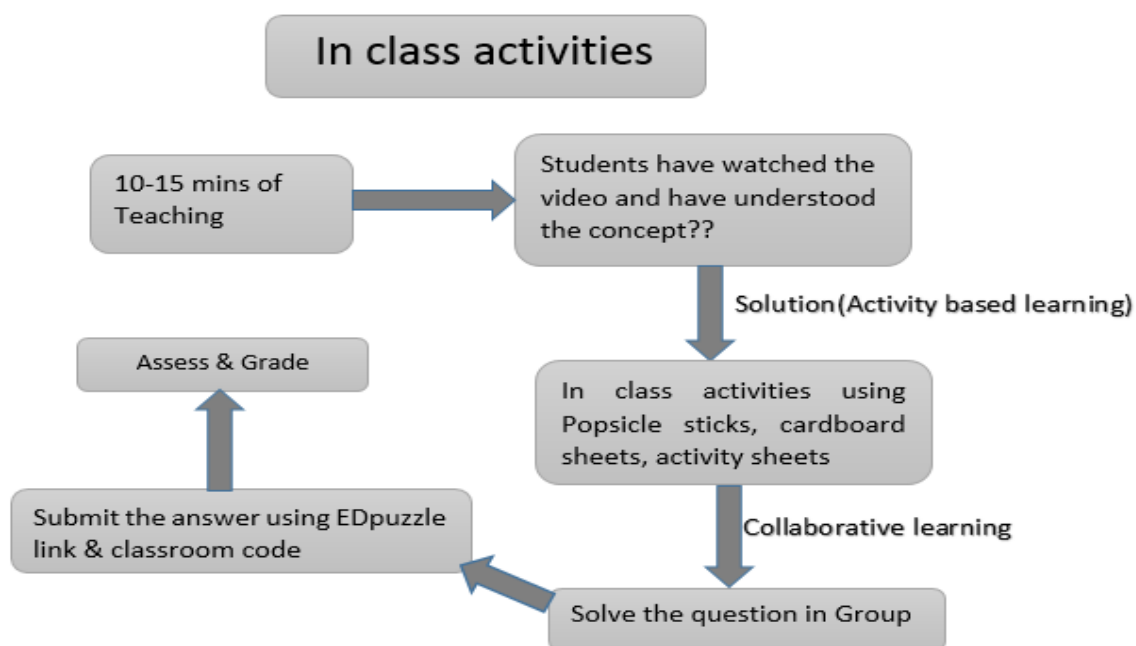 In class activities
10-15 mins of
Teaching
Students have watched the
video and have understood
the concept??
Solution(Activity based learning)
In class activities using
Popsicle sticks, cardboard
sheets, activity sheets
Collaborative learning
Solve the question in Group
Submit the answer using EDpuzzle
link & classroom code
Assess & Grade